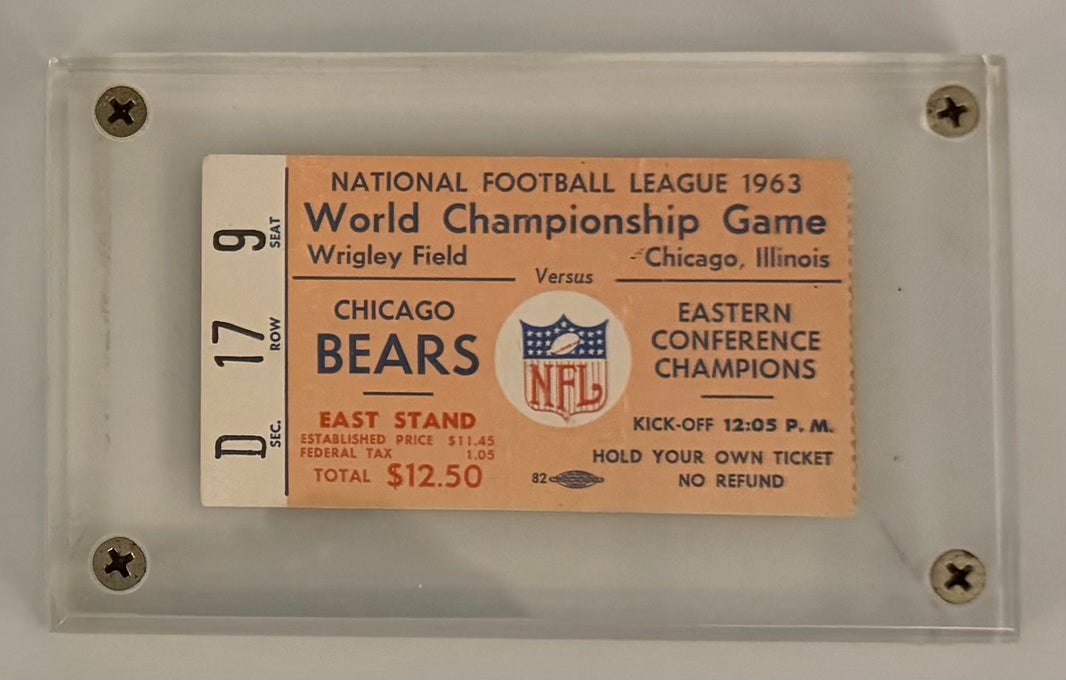 SEC. D ROW 17 SEAT 9
NATIONAL FOOTBALL LEAGUE 1963
World Championship Game
Wrigley Field Chicago, Illinois
Versus
CHICAGO
BEARS
EAST STAND
ESTABLISHED PRICE $11.45
FEDERAL TAX 1.05
TOTAL $12.50
NFL
82
EASTERN
CONFERENCE
CHAMPIONS
KICK-OFF 12:05 P. M.
HOLD YOUR OWN TICKET
NO REFUND